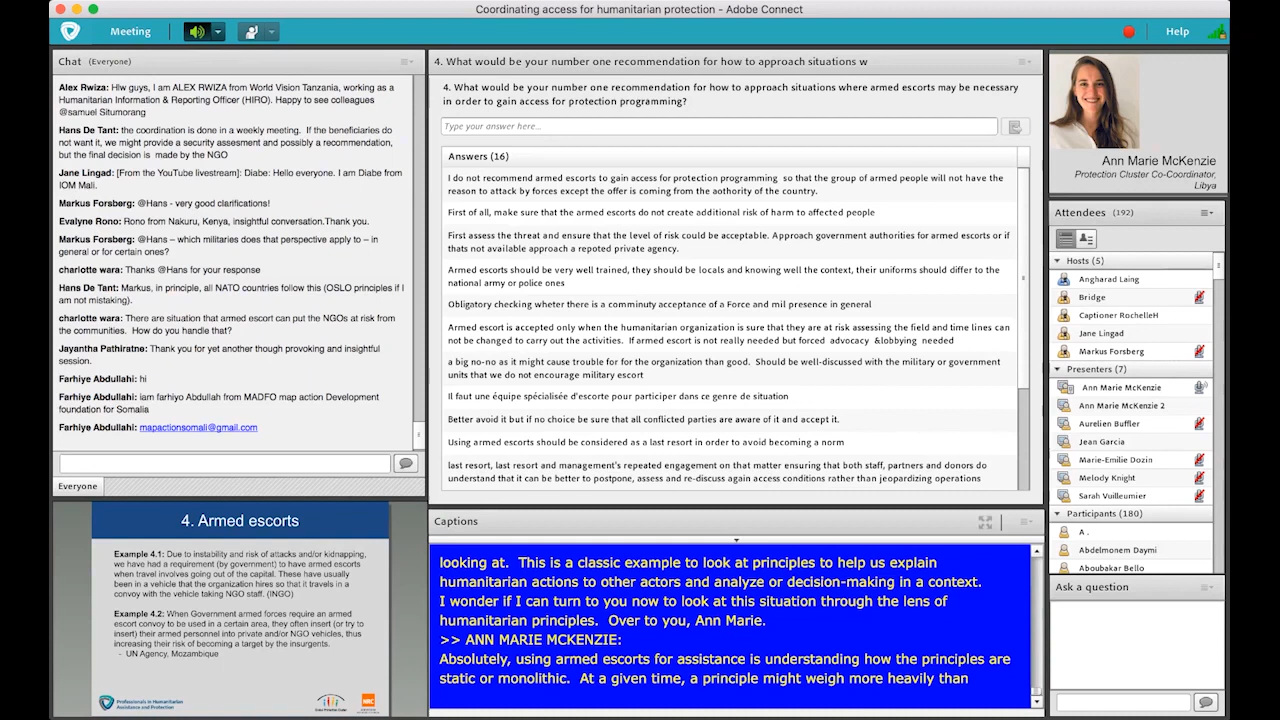 Coordinating access for humanitarian protection - Adobe Connect
Meeting
Help
Chat (Everyone)
Alex Rwiza: HIw guys, I am ALEX RWIZA from World Vision Tanzania, working as a
Humanitarian Information & Reporting Officer (HIRO). Happy to see colleagues
@samuel Situmorang
Hans De Tant: the coordination is done in a weekly meeting. If the beneficiaries do
not want it, we might provide a security assesment and possibly a recommendation,
but the final decision is made by the NGO
Jane Lingad: [From the YouTube livestream]: Diabe: Hello everyone. I am Diabe from
IOM Mali.
Markus Forsberg: @Hans - very good clarifications!
Evalyne Rono: Rono from Nakuru, Kenya, insightful conversation.Thank you.
Markus Forsberg: @Hans – which militaries does that perspective apply to – in
general or for certain ones?
charlotte wara: Thanks @Hans for your response
Hans De Tant: Markus, in principle, all NATO countries follow this (OSLO principles if I
am not mistaking).
charlotte wara: There are situation that armed escort can put the NGOs at risk from
the communities. How do you handle that?
Jayantha Pathiratne: Thank you for yet another though provoking and insightful
session.
Farhiye Abdullahi: hi
Farhiye Abdullahi: iam farhiyo Abdullah from MADFO map action Development
foundation for Somalia
Farhiye Abdullahi: mapactionsomali@gmail.com
Everyone
4. Armed escorts
Example 4.1: Due to instability and risk of attacks and/or kidnapping,
we have had a requirement (by government) to have armed escorts
when travel involves going out of the capital. These have usually
been in a vehicle that the organization hires so that it travels in a
convoy with the vehicle taking NGO staff. (INGO)
Example 4.2: When Government armed forces require an armed
escort convoy to be used in a certain area, they often insert (or try to
insert) their armed personnel into private and/or NGO vehicles, thus
increasing their risk of becoming a target by the insurgents.
- UN Agency, Mozambique
Professionals in Humanitarian
Assistance and Protection
NRC
4. What would be your number one recommendation for how to approach situations w
4. What would be your number one recommendation for how to approach situations where armed escorts may be necessary
in order to gain access for protection programming?
Type your answer here...
Answers (16)
I do not recommend armed escorts to gain access for protection programming so that the group of armed people will not have the
reason to attack by forces except the offer is coming from the aothority of the country.
First of all, make sure that the armed escorts do not create additional risk of harm to affected people
First assess the threat and ensure that the level of risk could be acceptable. Approach government authorities for armed escorts or if
thats not available approach a repoted private agency.
Armed escorts should be very well trained, they should be locals and knowing well the context, their uniforms should differ to the
national army or police ones
Obligatory checking wheter there is a comminuty acceptance of a Force and mil presence in general
Armed escort is accepted only when the humanitarian organization is sure that they are at risk assessing the field and time lines can
not be changed to carry out the activities. If armed escort is not really needed but forced advocacy &lobbying needed
a big no-no as it might cause trouble for for the organization than good. Should be well-discussed with the military or government
units that we do not encourage military escort
Il faut une équipe spécialisée d'escorte pour participer dans ce genre de situation
Better avoid it but if no choice be sure that all conflicted parties are aware of it and accept it.
Using armed escorts should be considered as a last resort in order to avoid becoming a norm
last resort, last resort and management's repeated engagement on that matter ensuring that both staff, partners and donors do
understand that it can be better to postpone, assess and re-discuss again access conditions rather than jeopardizing operations
Captions
looking at. This is a classic example to look at principles to help us explain
humanitarian actions to other actors and analyze or decision-making in a context.
I wonder if I can turn to you now to look at this situation through the lens of
humanitarian principles. Over to you, Ann Marie.
>> ANN MARIE MCKENZIE:
Absolutely, using armed escorts for assistance is understanding how the principles are
static or monolithic. At a given time, a principle might weigh more heavily than
Ann Marie McKenzie
Protection Cluster Co-Coordinator,
Libya
Attendees (192)
Hosts (5)
Angharad Laing
Bridge
Captioner RochelleH
Jane Lingad
Markus Forsberg
Presenters (7)
Ann Marie McKenzie
Ann Marie McKenzie 2
Aurelien Buffler
Jean Garcia
Marie-Emilie Dozin
Melody Knight
Sarah Vuilleumier
Participants (180)
A .
Abdelmonem Daymi
Aboubakar Bello
Ask a question